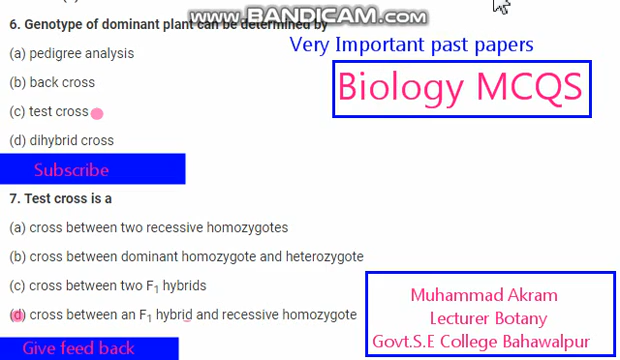 www.BANDICAM.com
6. Genotype of dominant plant can be determined by
Very Important past papers
(a) pedigree analysis
(b) back cross
Biology MCQS
(c) test cross
(d) dihybrid cross
Subscribe
7. Test cross is a
(a) cross between two recessive homozygotes
(b) cross between dominant homozygote and heterozygote
(c) cross between two F1 hybrids
(d) cross between an F1 hybrid and recessive homozygote
Muhammad Akram
Lecturer Botany
Govt.S.E College Bahawalpur
Give feed back